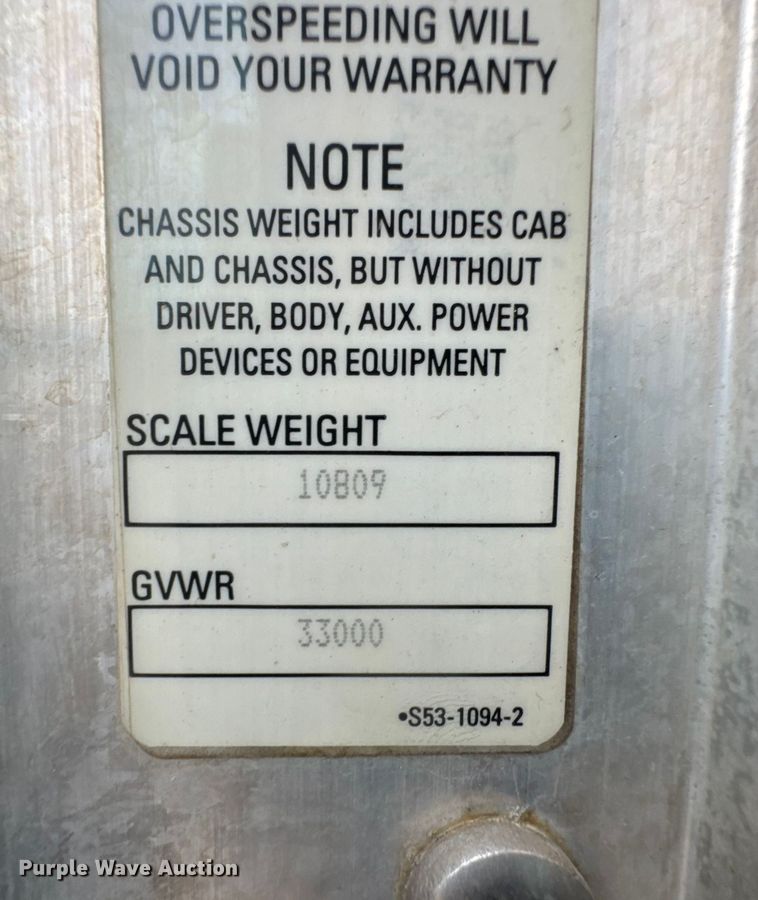 OVERSPEEDING WILL
VOID YOUR WARRANTY
NOTE
CHASSIS WEIGHT INCLUDES CAB
AND CHASSIS, BUT WITHOUT
DRIVER, BODY, AUX. POWER
DEVICES OR EQUIPMENT
SCALE WEIGHT
10809
GVWR
33000
•S53-1094-2
Purple Wave Auction